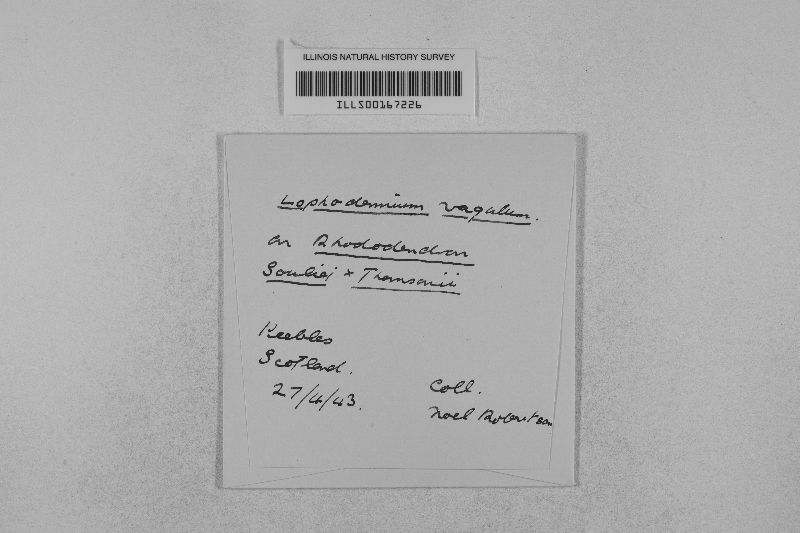 ILLINOIS NATURAL HISTORY SURVEY
ILLS00167226
Lophodermium vagulum.
on Rhododendron
Souliei × Thomsonii
Peebles
Scotland.
27/4/43.
Coll.
Noel Robertson